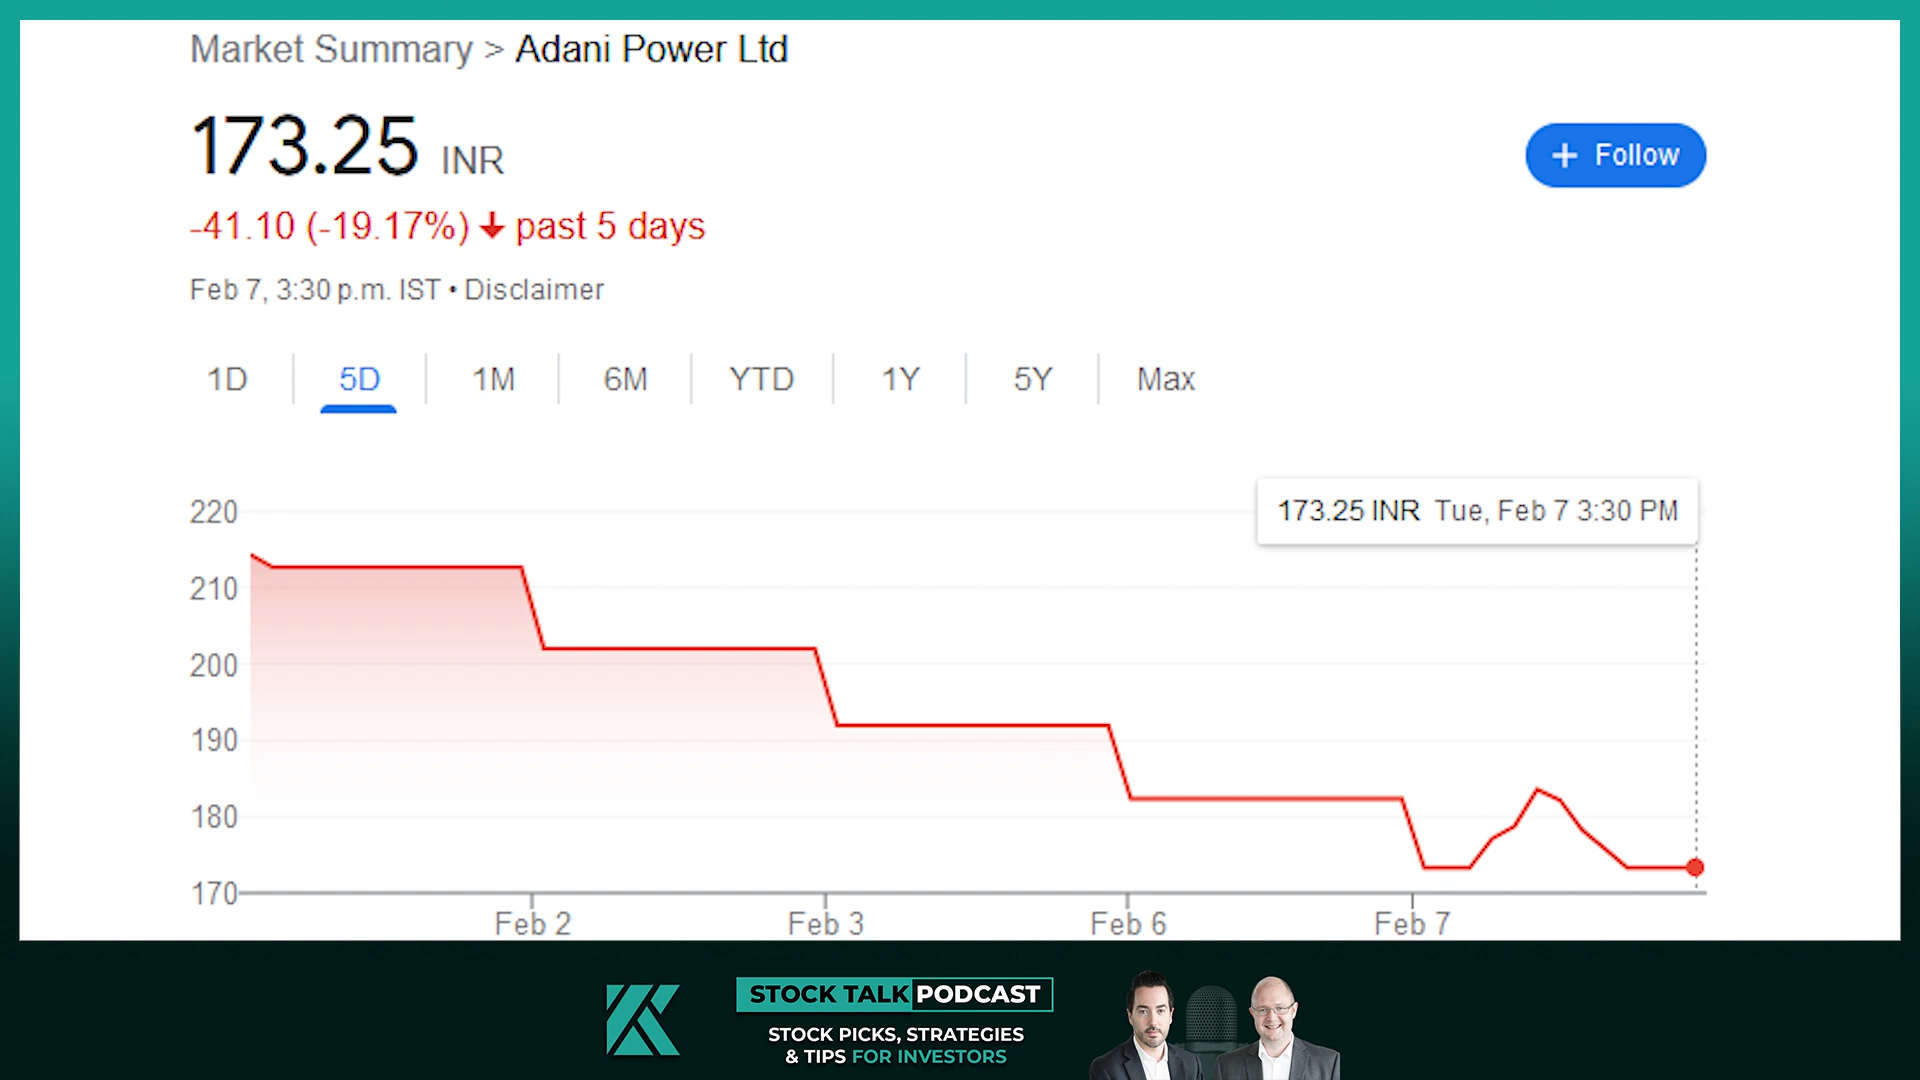 Market Summary > Adani Power Ltd
173.25 INR
+ Follow
-41.10 (-19.17%) ↓ past 5 days
Feb 7, 3:30 p.m. IST • Disclaimer
1D 5D 1M 6M YTD 1Y 5Y Max
173.25 INR Tue, Feb 7 3:30 PM
220
210
200
190
180
170
Feb 2 Feb 3 Feb 6 Feb 7
STOCK TALK PODCAST
STOCK PICKS, STRATEGIES
& TIPS FOR INVESTORS